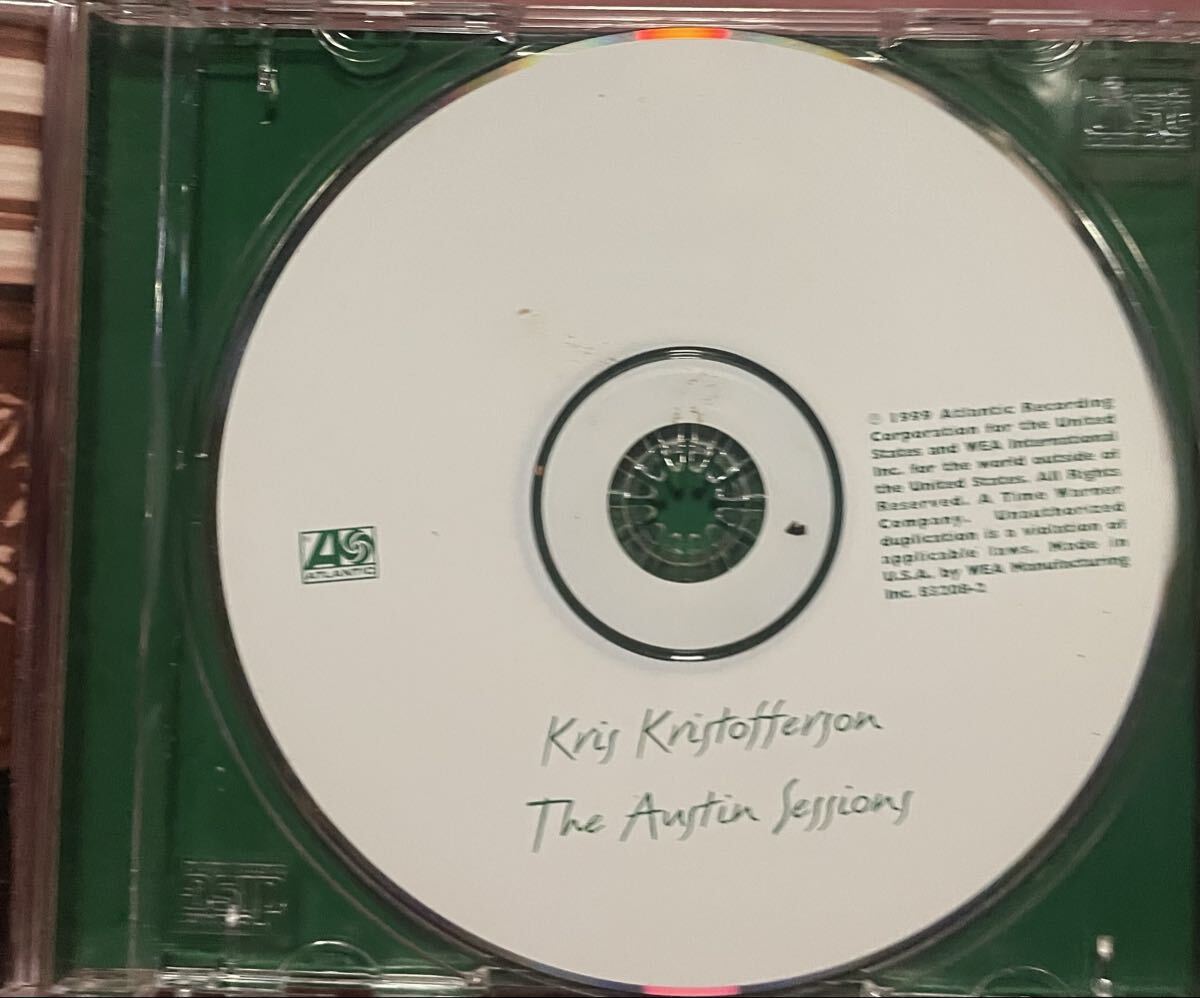 ATLANTIC
℗ 1999 Atlantic Recording
Corporation for the United
States and WEA International
Inc. for the world outside of
the United States. All Rights
Reserved. A Time Warner
Company. Unauthorized
duplication is a violation of
applicable laws. Made in
U.S.A. by WEA Manufacturing
Inc. 83208-2
Kris Kristofferson
The Austin Sessions